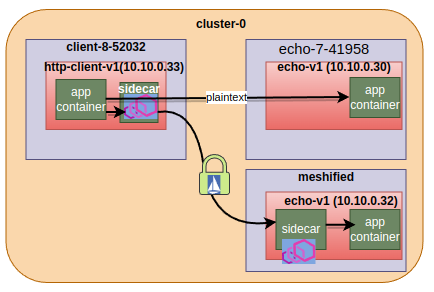 cluster-0
client-8-52032
http-client-v1(10.10.0.33)
app
container
sidecar
plaintext
echo-7-41958
echo-v1 (10.10.0.30)
app
container
meshified
echo-v1 (10.10.0.32)
sidecar
app
container